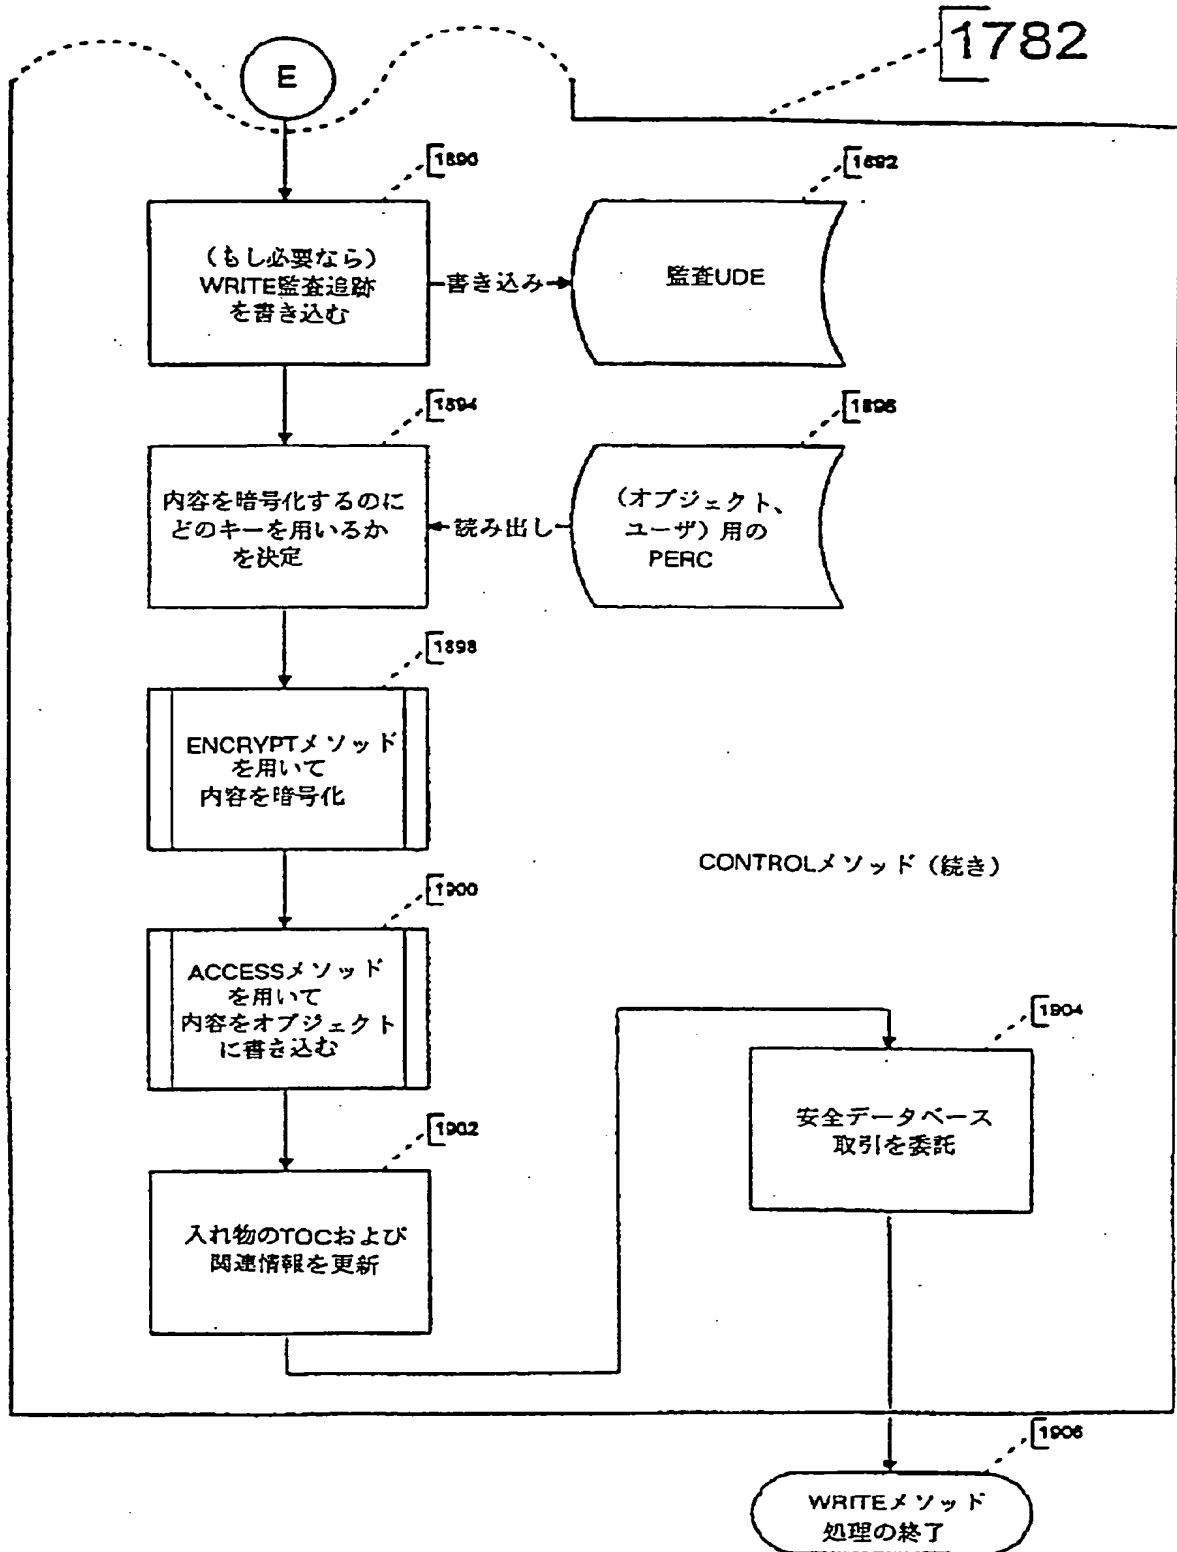 1782
E
1890
1892
(もし必要なら)
WRITE監査追跡
を書き込む
書き込み
監査UDE
1894
1896
内容を暗号化するのに
どのキーを用いるか
を決定
読み出し
(オブジェクト、
ユーザ)用の
PERC
1898
ENCRYPTメソッド
を用いて
内容を暗号化
CONTROLメソッド(続き)
1900
ACCESSメソッド
を用いて
内容をオブジェクト
に書き込む
1904
安全データベース
取引を委託
1902
入れ物のTOCおよび
関連情報を更新
1906
WRITEメソッド
処理の終了